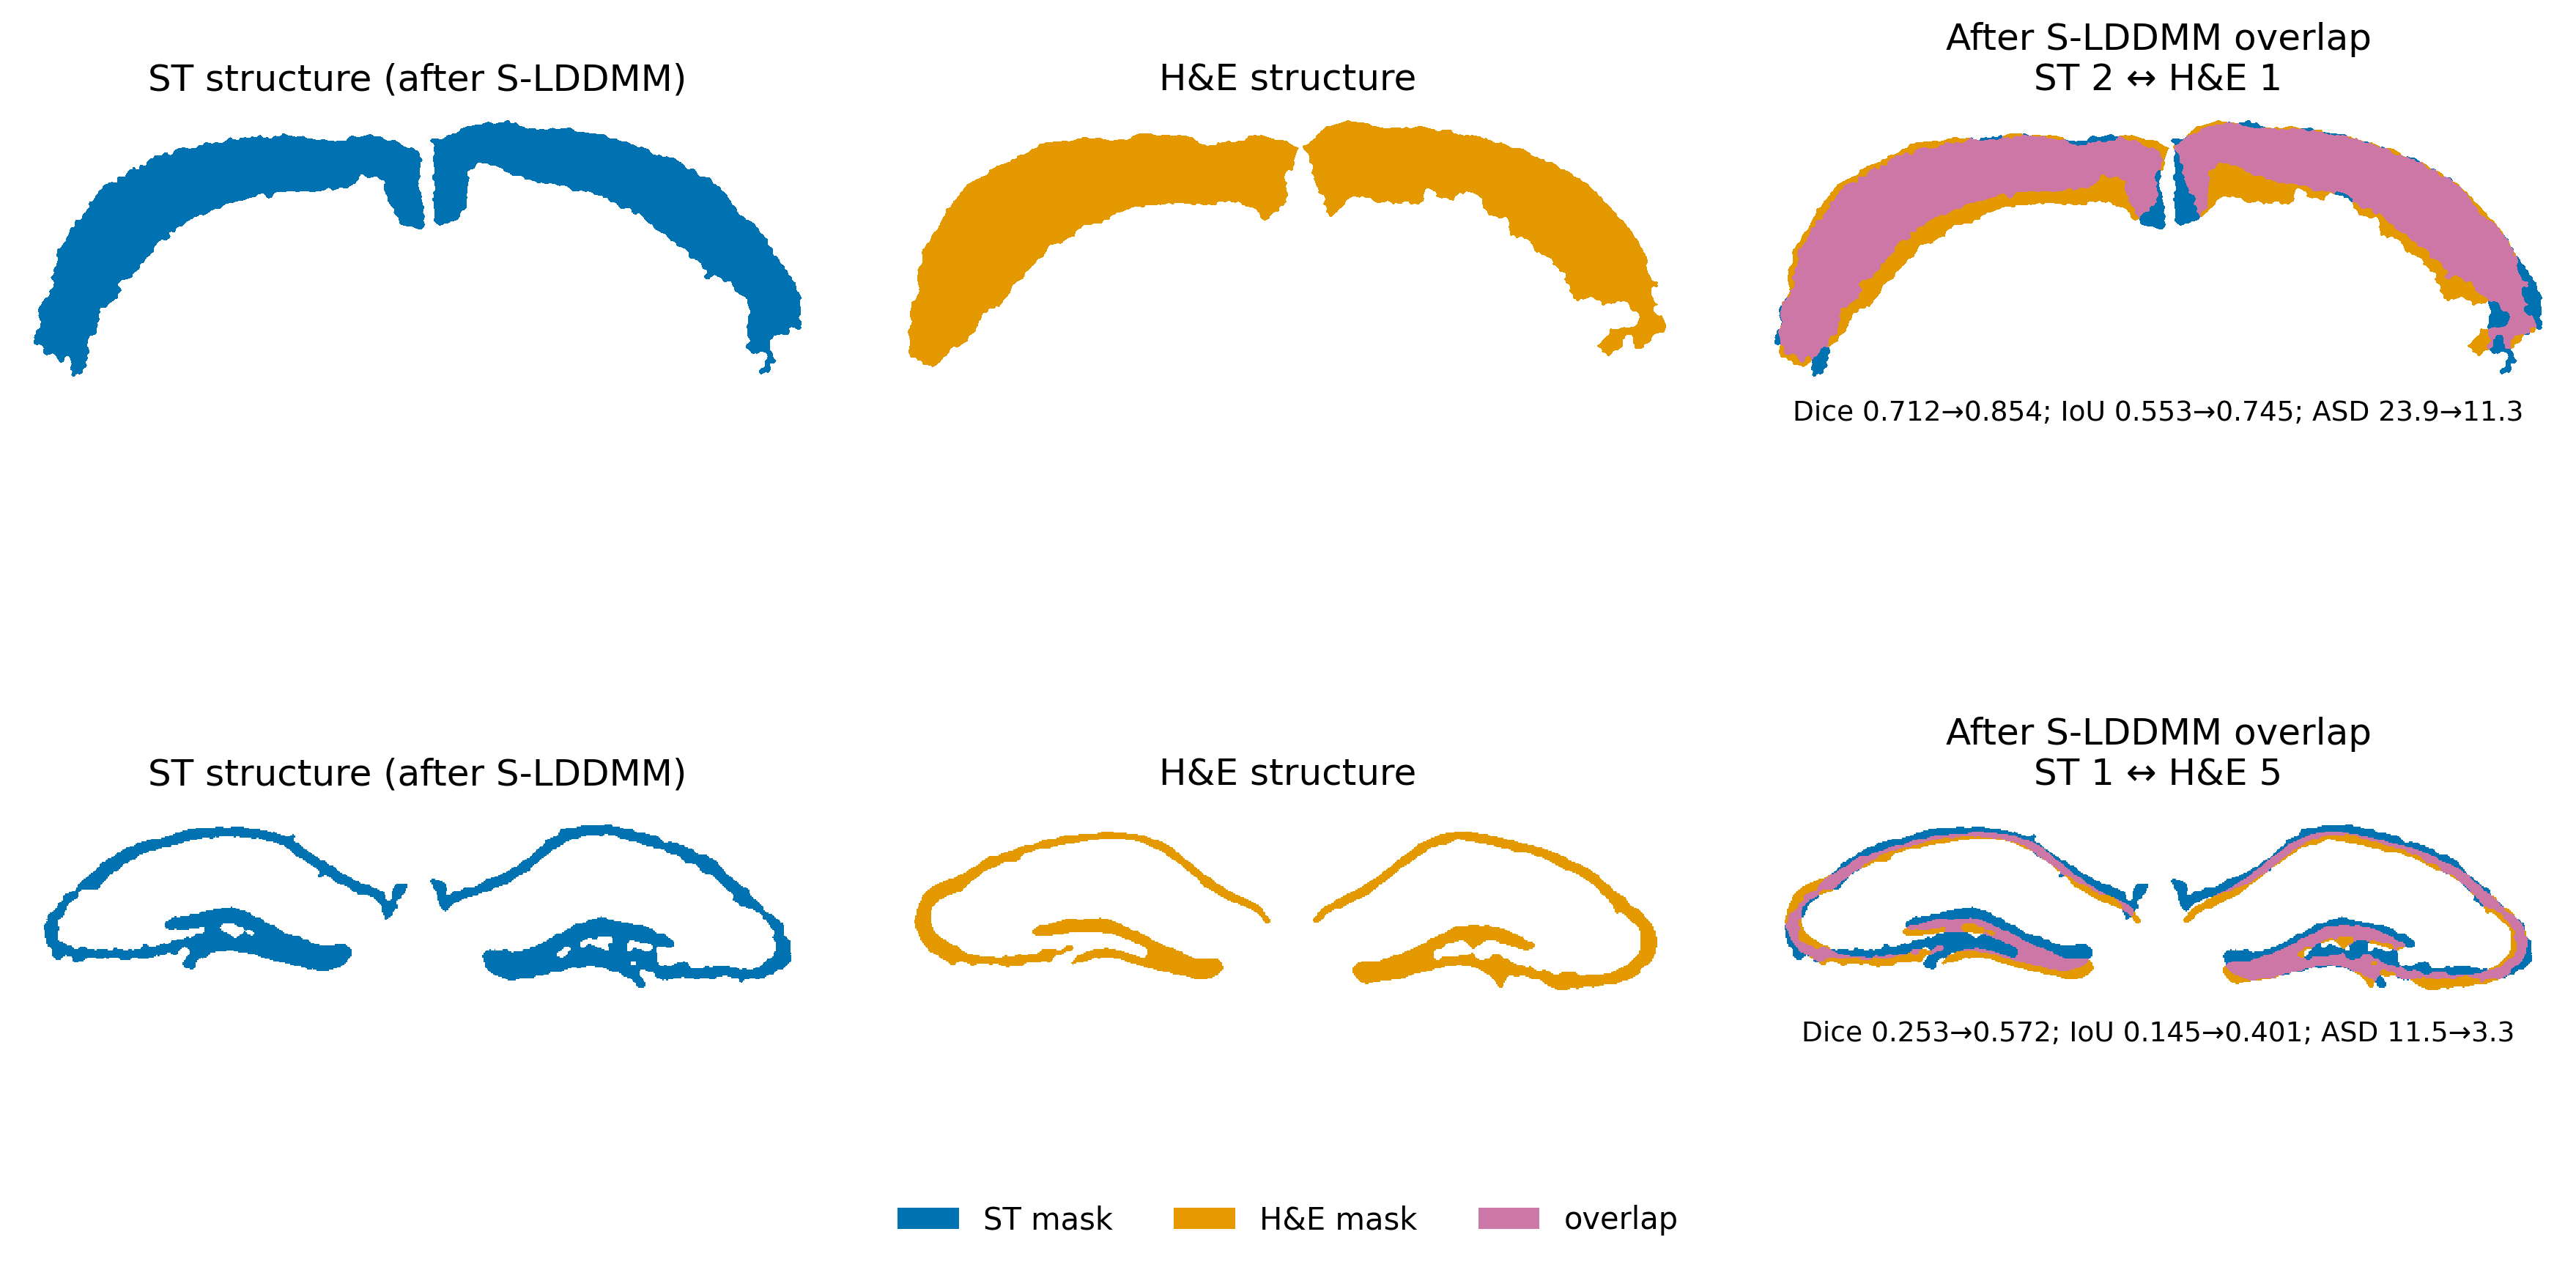 ST structure (after S-LDDMM)
H&E structure
After S-LDDMM overlap
ST 2 ↔ H&E 1
Dice 0.712→0.854; IoU 0.553→0.745; ASD 23.9→11.3
ST structure (after S-LDDMM)
H&E structure
After S-LDDMM overlap
ST 1 ↔ H&E 5
Dice 0.253→0.572; IoU 0.145→0.401; ASD 11.5→3.3
ST mask
H&E mask
overlap